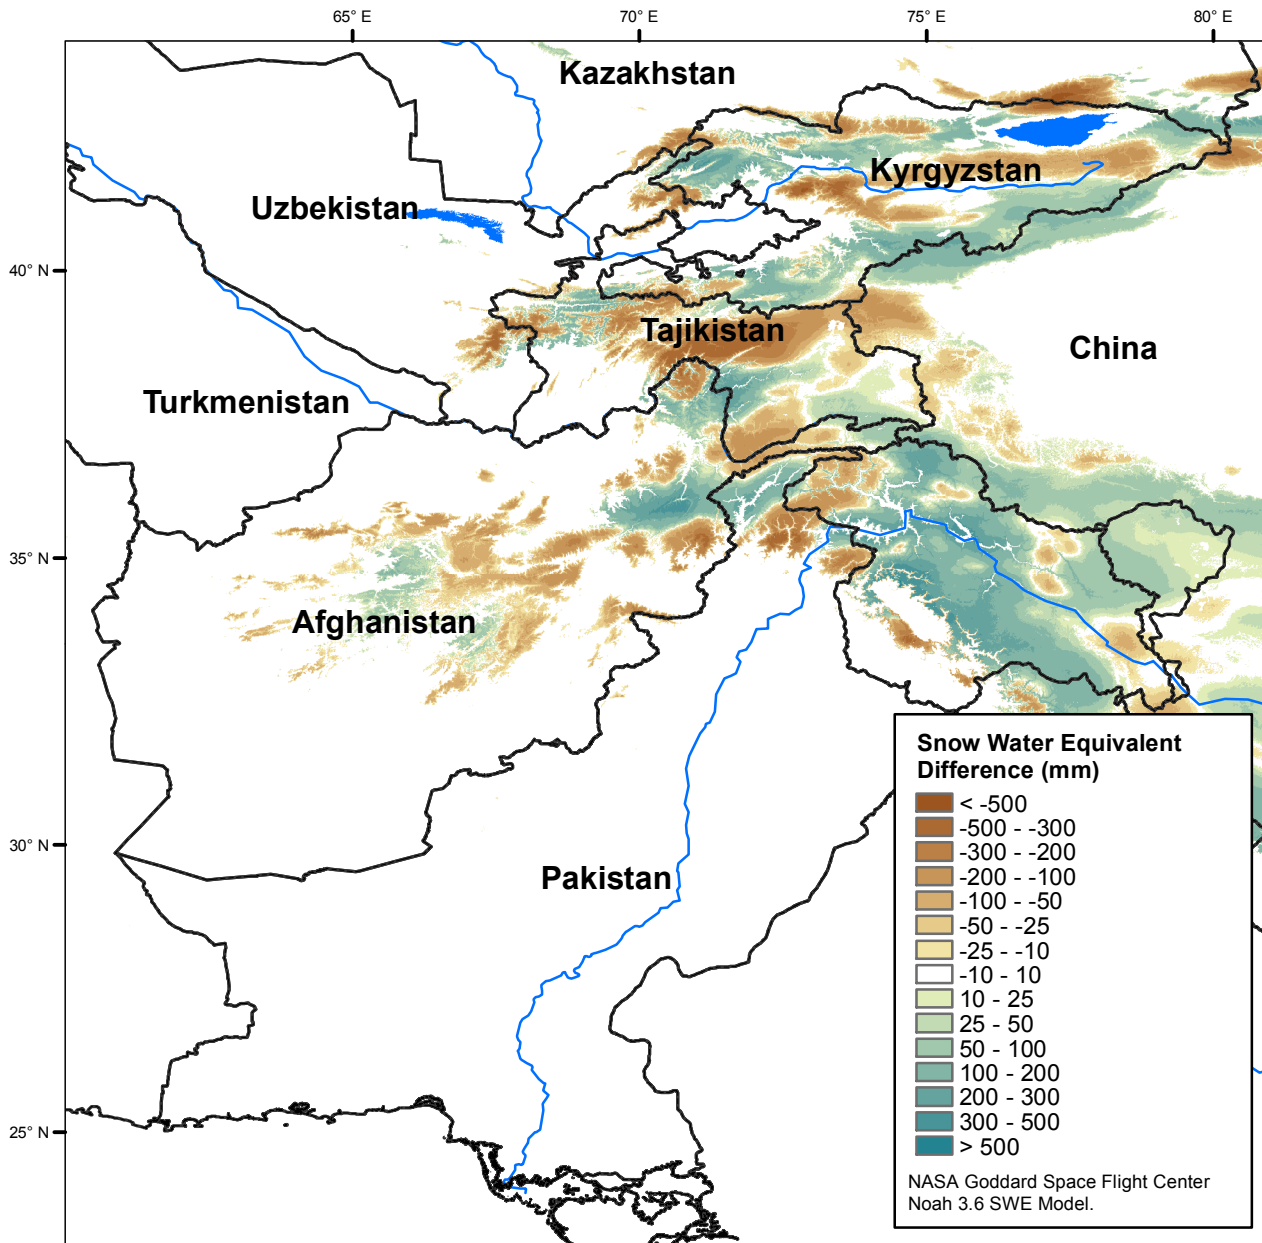 65° E
70° E
75° E
80° E
Kazakhstan
Kyrgyzstan
Uzbekistan
40° N
Tajikistan
China
Turkmenistan
35° N
Afghanistan
30° N
Pakistan
25° N
Snow Water Equivalent
Difference (mm)
< -500
-500 - -300
-300 - -200
-200 - -100
-100 - -50
-50 - -25
-25 - -10
-10 - 10
10 - 25
25 - 50
50 - 100
100 - 200
200 - 300
300 - 500
> 500
NASA Goddard Space Flight Center
Noah 3.6 SWE Model.